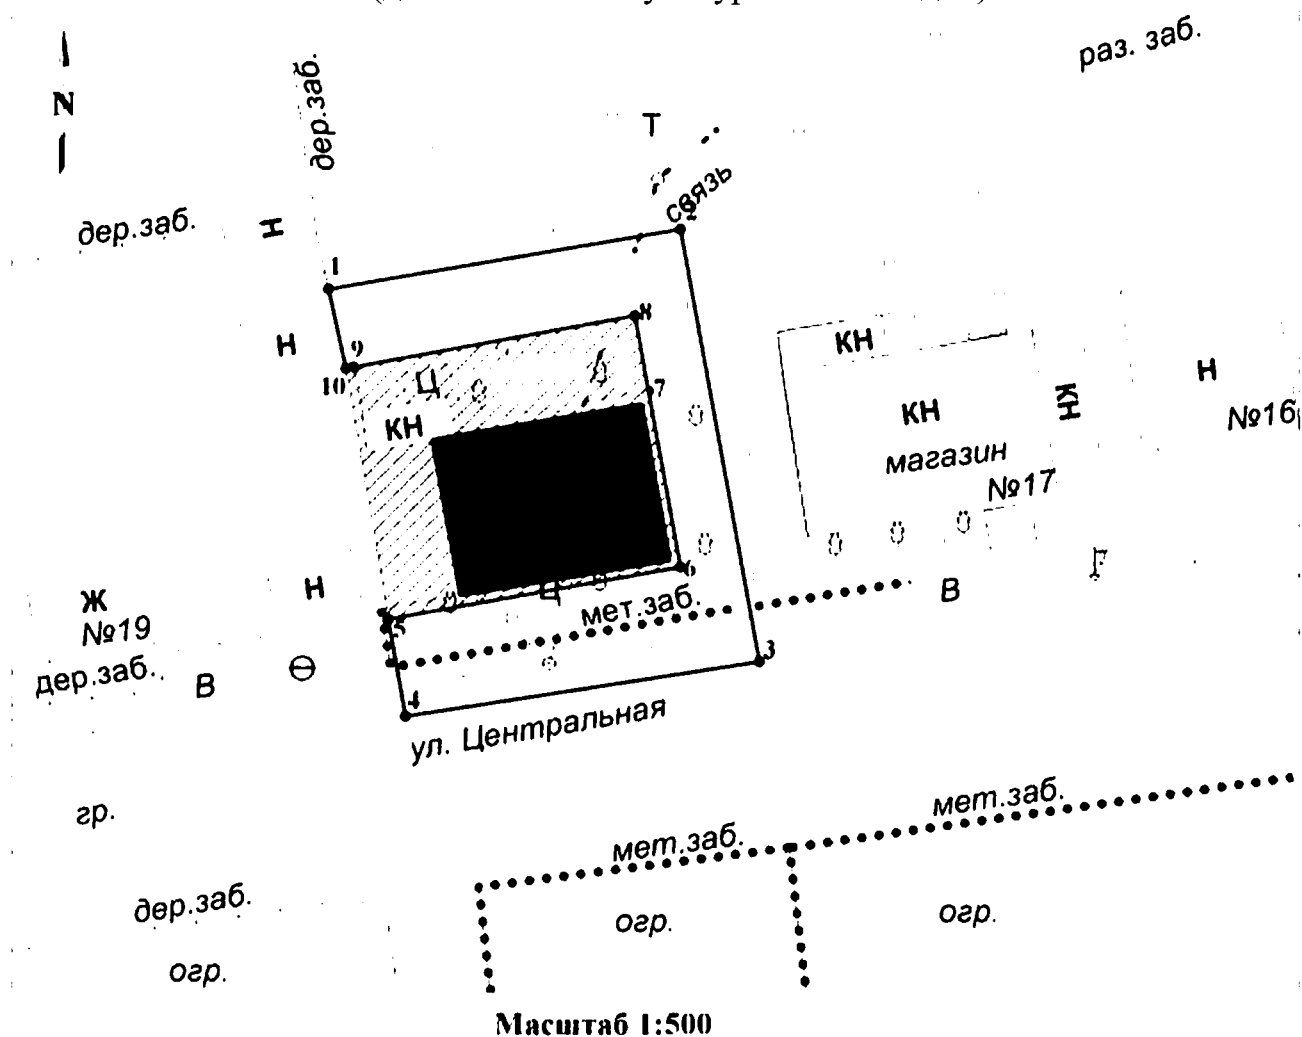 раз. заб.
дер.заб.
N
Т
связь
2
дер.заб.
Н
1
8
Н
9
10
Ц
7
КН
КН
КН
КН
Н
№16
магазин
№17
Н
Ж
№19
5
6
Ц
мет.заб.
В
дер.заб.
В
3
4
ул. Центральная
гр.
мет.заб.
мет.заб.
дер.заб.
огр.
огр.
огр.
Масштаб 1:500